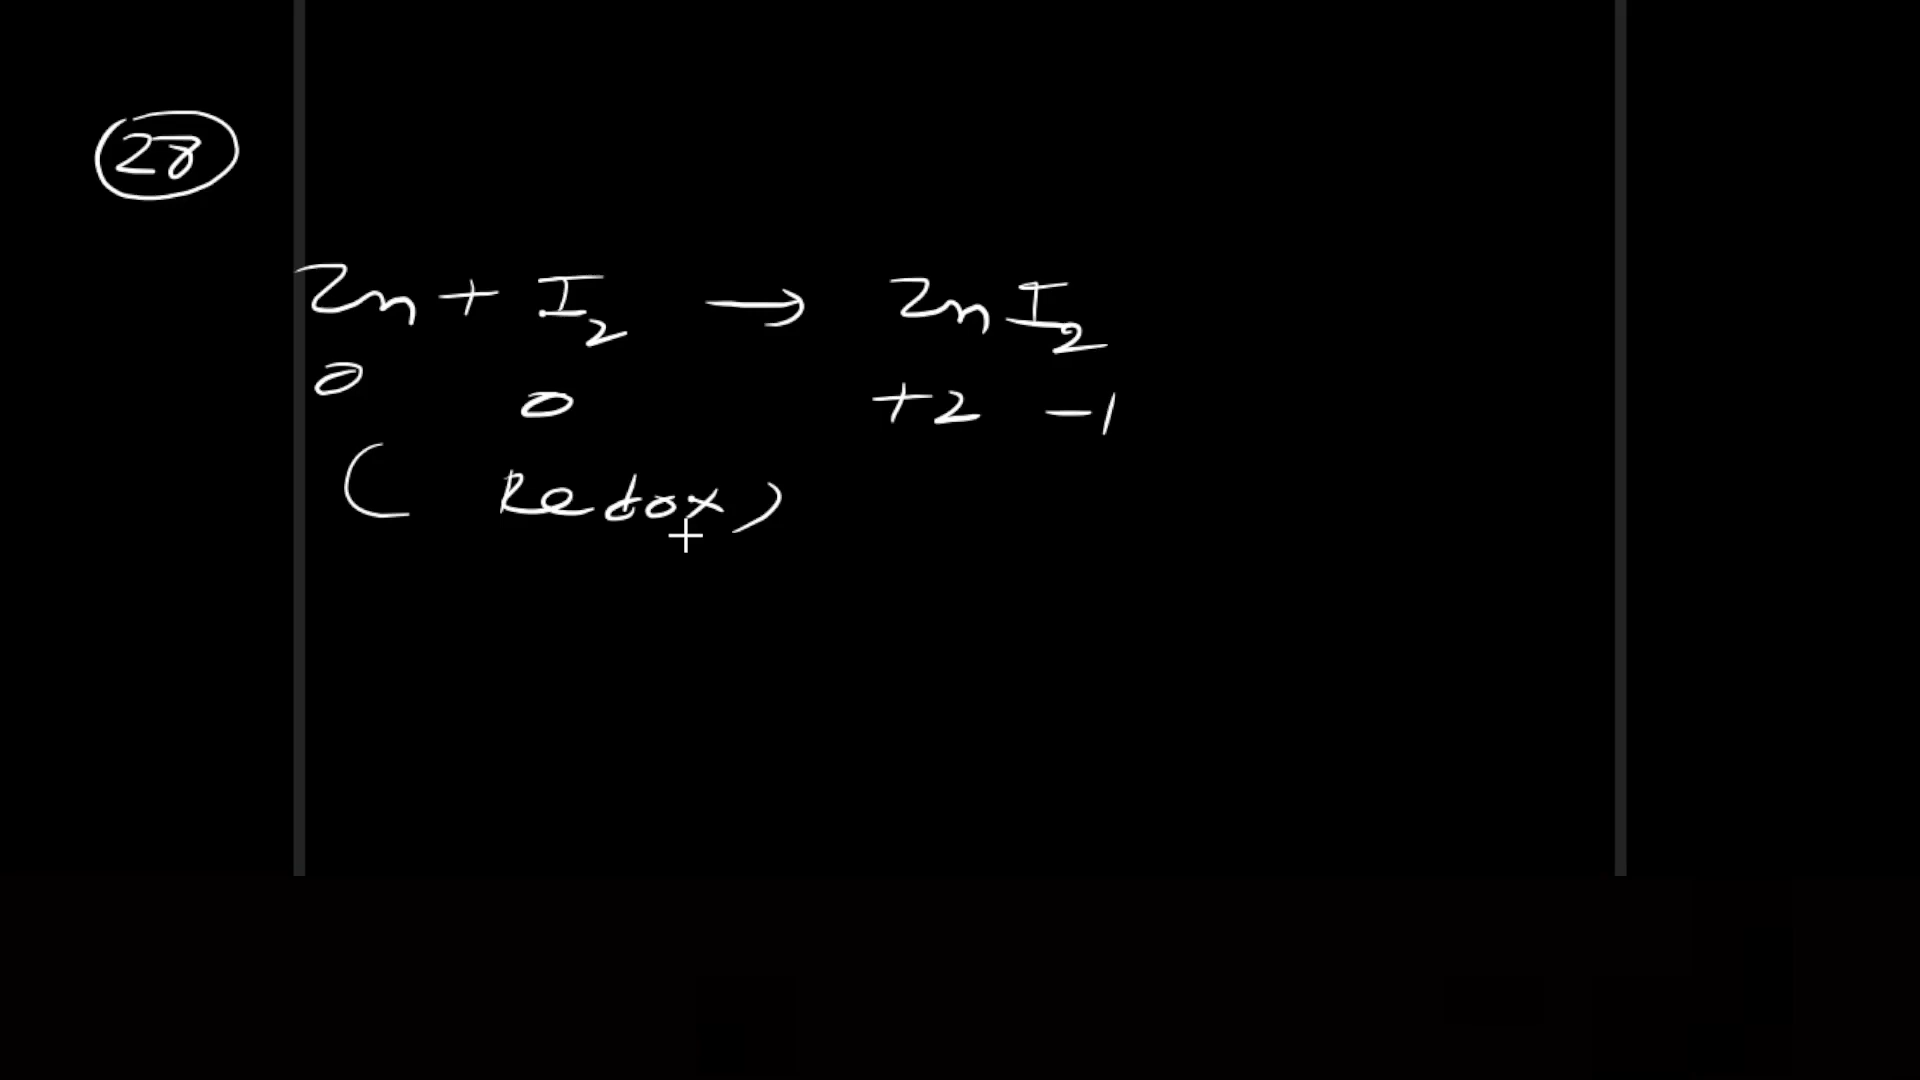 28
Zn + I₂ → ZnI₂
0 0 +2 -1
( Redox )